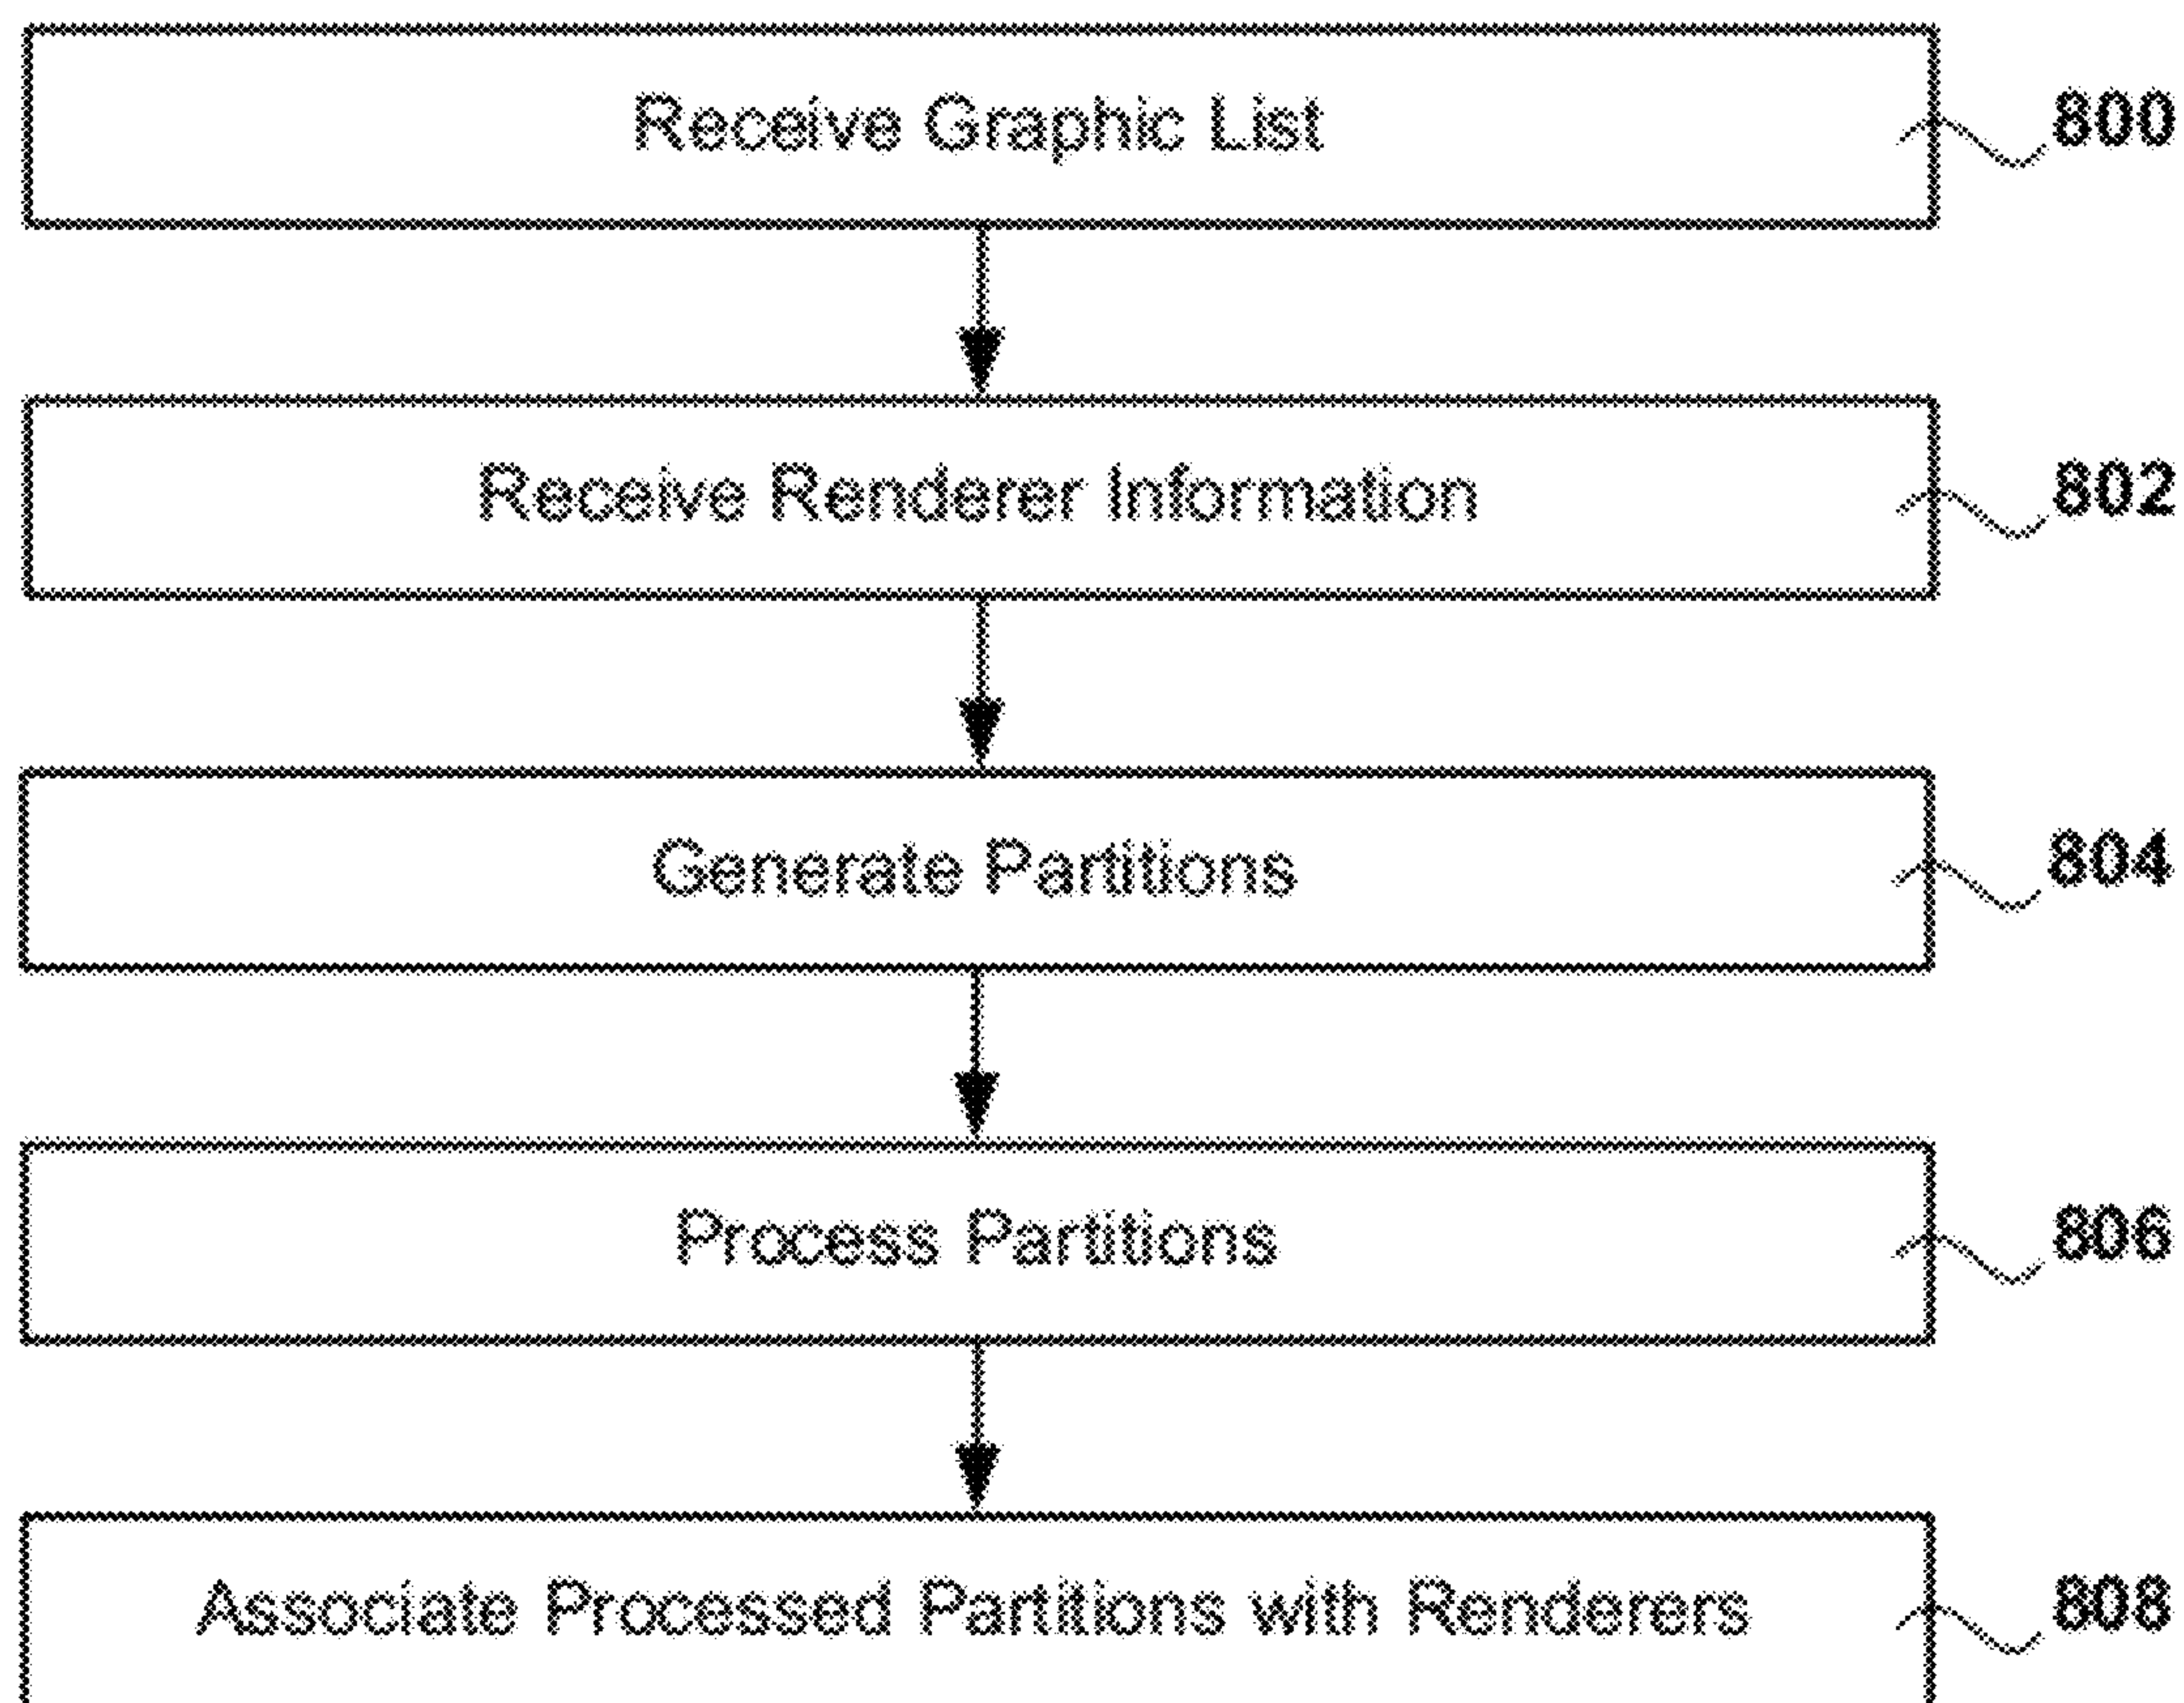 Receive Graphic List
800
Receive Renderer Information
802
Generate Partitions
804
Process Partitions
806
Associate Processed Partitions with Renderers
808